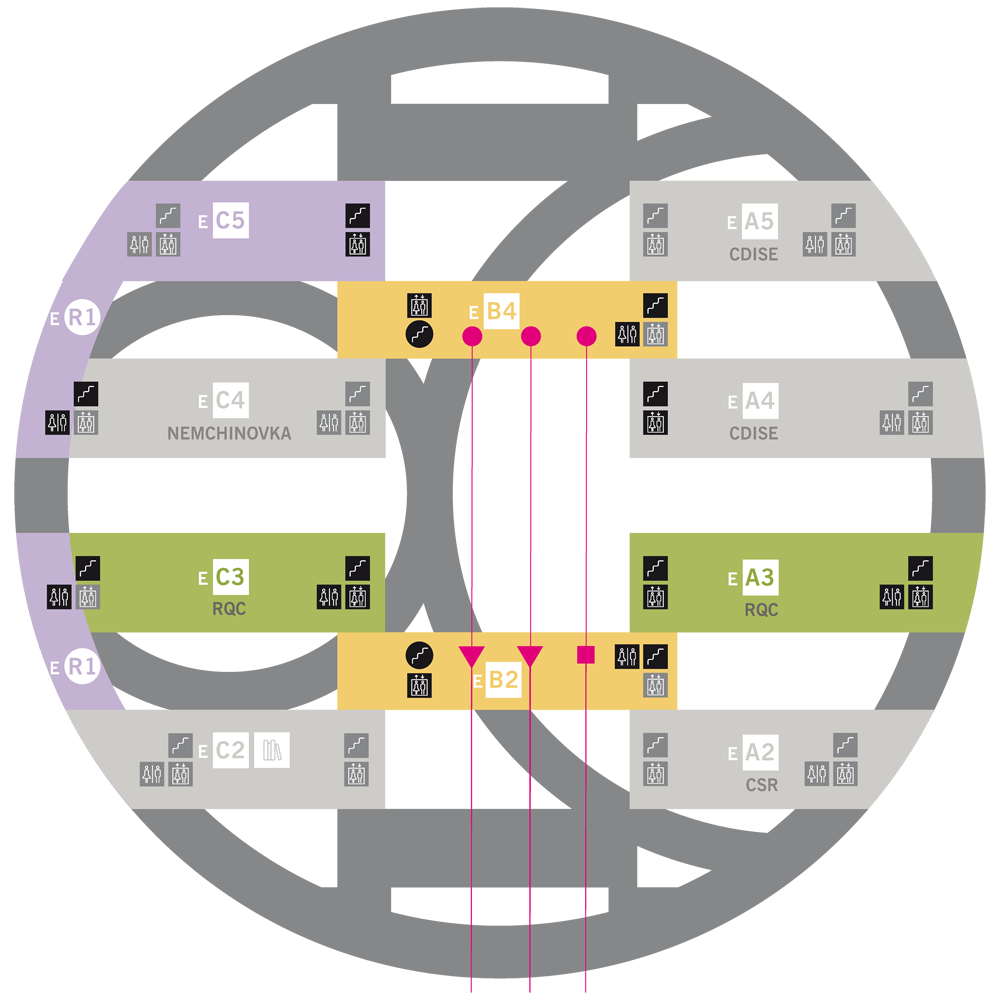 E C5
E A5
CDISE
E R1
E B4
E C4
NEMCHINOVKA
E A4
CDISE
E C3
RQC
E A3
RQC
E R1
E B2
E C2
E A2
CSR